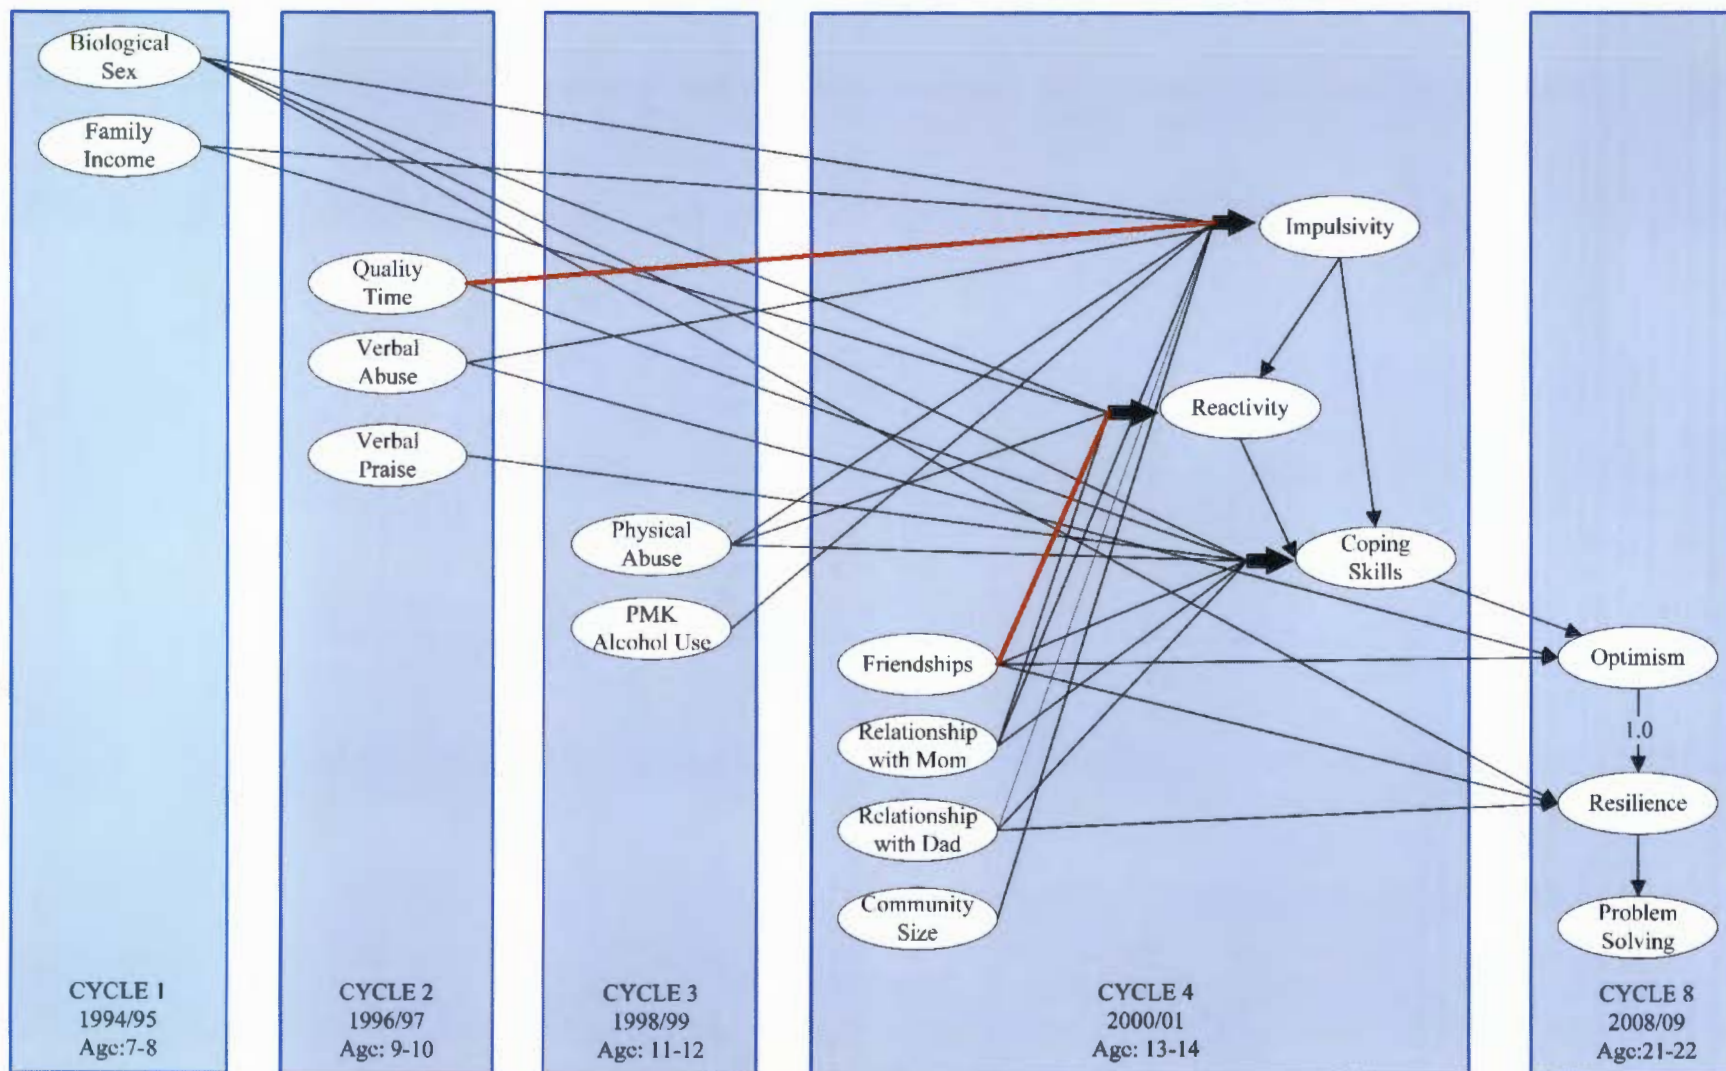 Biological
Sex
Family
Income
Quality
Time
Verbal
Abuse
Verbal
Praise
Physical
Abuse
PMK
Alcohol Use
Impulsivity
Reactivity
Coping
Skills
Friendships
Relationship
with Mom
Relationship
with Dad
Community
Size
Optimism
1.0
Resilience
Problem
Solving
CYCLE 1
1994/95
Age:7-8
CYCLE 2
1996/97
Age: 9-10
CYCLE 3
1998/99
Age: 11-12
CYCLE 4
2000/01
Age: 13-14
CYCLE 8
2008/09
Age:21-22